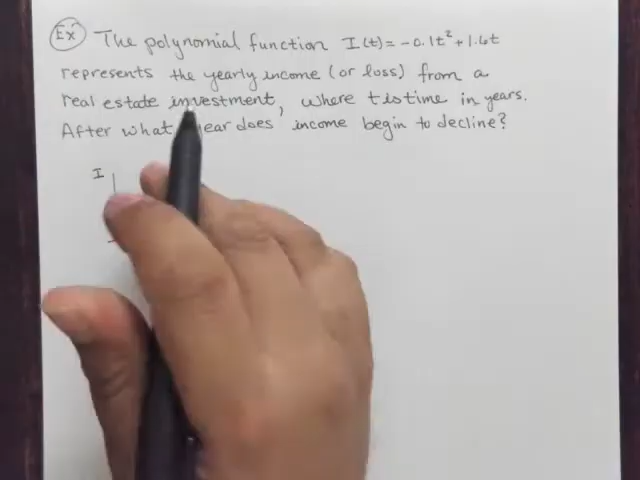 Ex The polynomial function I(t) = -0.1t² + 1.6t
represents the yearly income (or loss) from a
real estate investment, where t is time in years.
After what does income begin to decline?
I